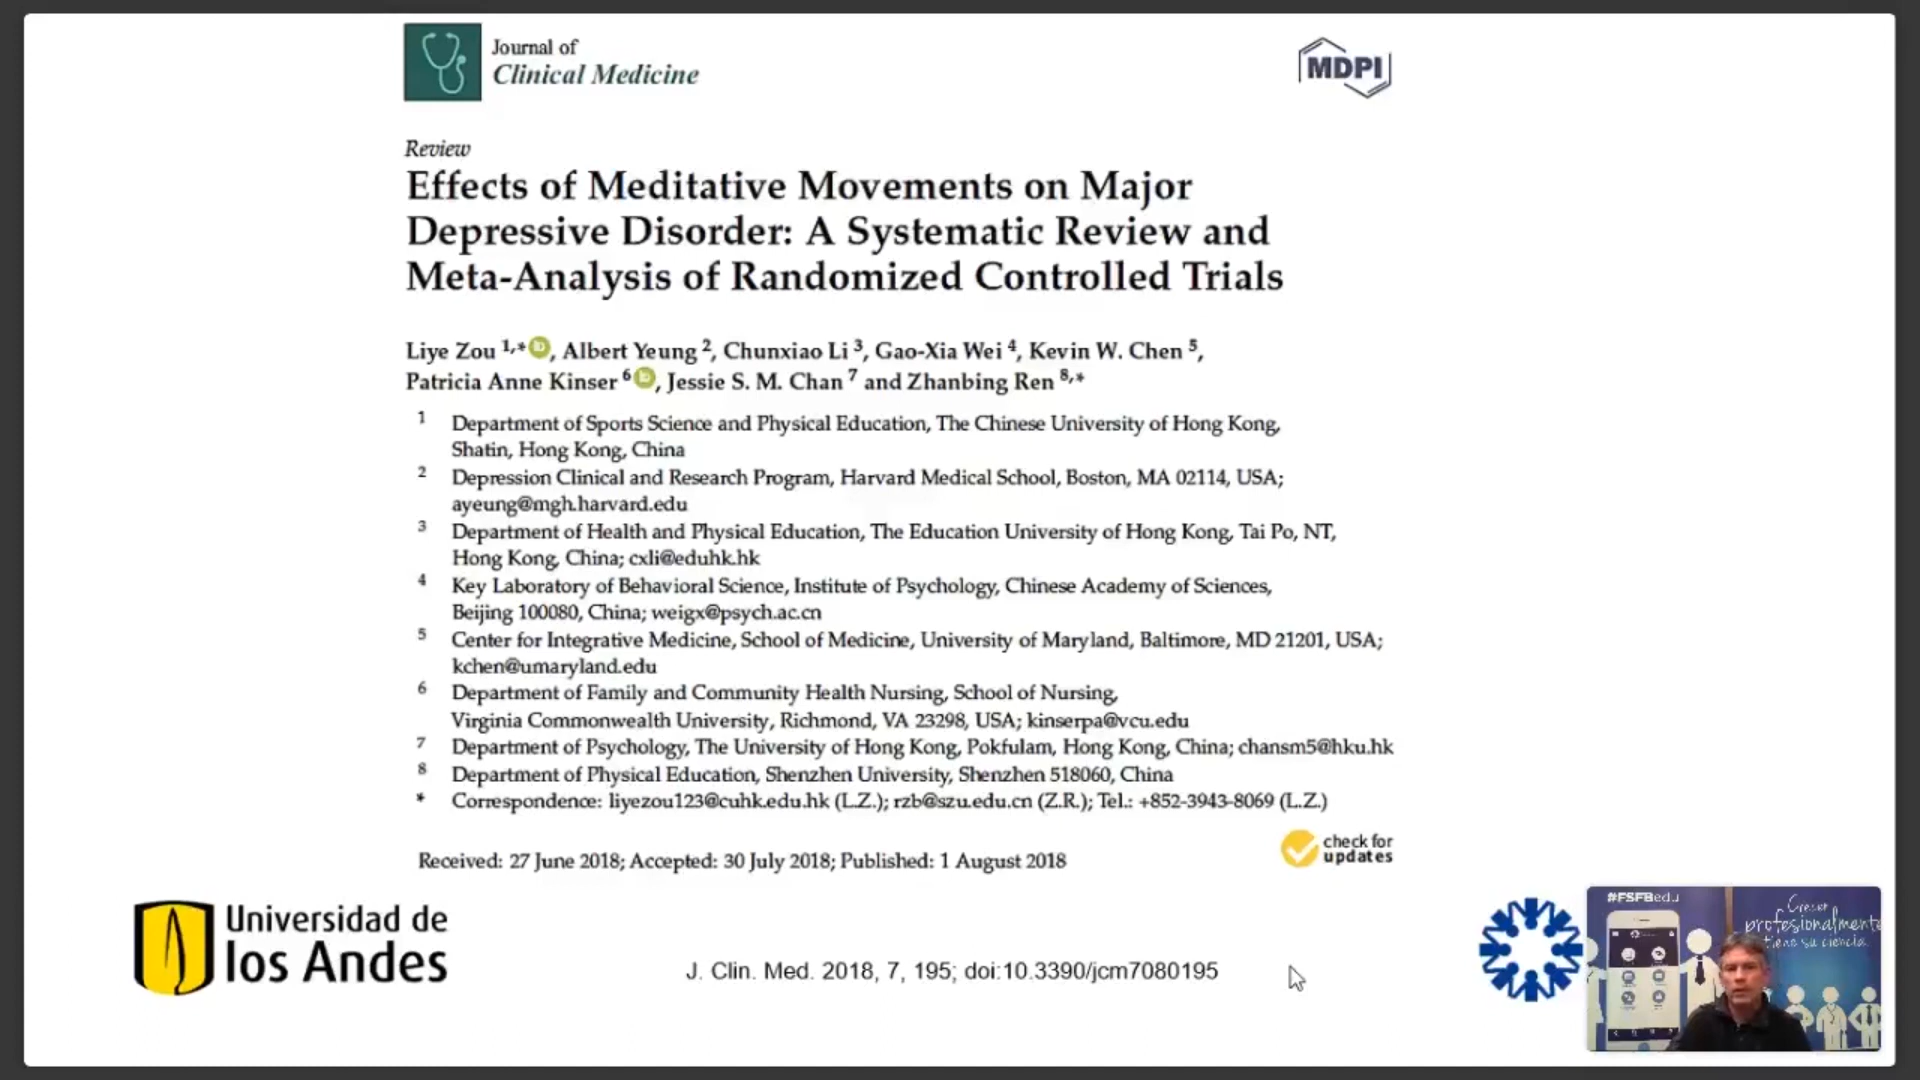 Journal of
Clinical Medicine
MDPI
Review
Effects of Meditative Movements on Major
Depressive Disorder: A Systematic Review and
Meta-Analysis of Randomized Controlled Trials
Liye Zou 1,* iD, Albert Yeung 2, Chunxiao Li 3, Gao-Xia Wei 4, Kevin W. Chen 5,
Patricia Anne Kinser 6 iD, Jessie S. M. Chan 7 and Zhanbing Ren 8,*
1 Department of Sports Science and Physical Education, The Chinese University of Hong Kong,
Shatin, Hong Kong, China
2 Depression Clinical and Research Program, Harvard Medical School, Boston, MA 02114, USA;
ayeung@mgh.harvard.edu
3 Department of Health and Physical Education, The Education University of Hong Kong, Tai Po, NT,
Hong Kong, China; cxli@eduhk.hk
4 Key Laboratory of Behavioral Science, Institute of Psychology, Chinese Academy of Sciences,
Beijing 100080, China; weigx@psych.ac.cn
5 Center for Integrative Medicine, School of Medicine, University of Maryland, Baltimore, MD 21201, USA;
kchen@umaryland.edu
6 Department of Family and Community Health Nursing, School of Nursing,
Virginia Commonwealth University, Richmond, VA 23298, USA; kinserpa@vcu.edu
7 Department of Psychology, The University of Hong Kong, Pokfulam, Hong Kong, China; chansm5@hku.hk
8 Department of Physical Education, Shenzhen University, Shenzhen 518060, China
* Correspondence: liyezou123@cuhk.edu.hk (L.Z.); rzb@szu.edu.cn (Z.R.); Tel.: +852-3943-8069 (L.Z.)
check for
updates
Received: 27 June 2018; Accepted: 30 July 2018; Published: 1 August 2018
Universidad de
los Andes
J. Clin. Med. 2018, 7, 195; doi:10.3390/jcm7080195
#FSFBedu
Crecer
profesionalmente
tiene su ciencia